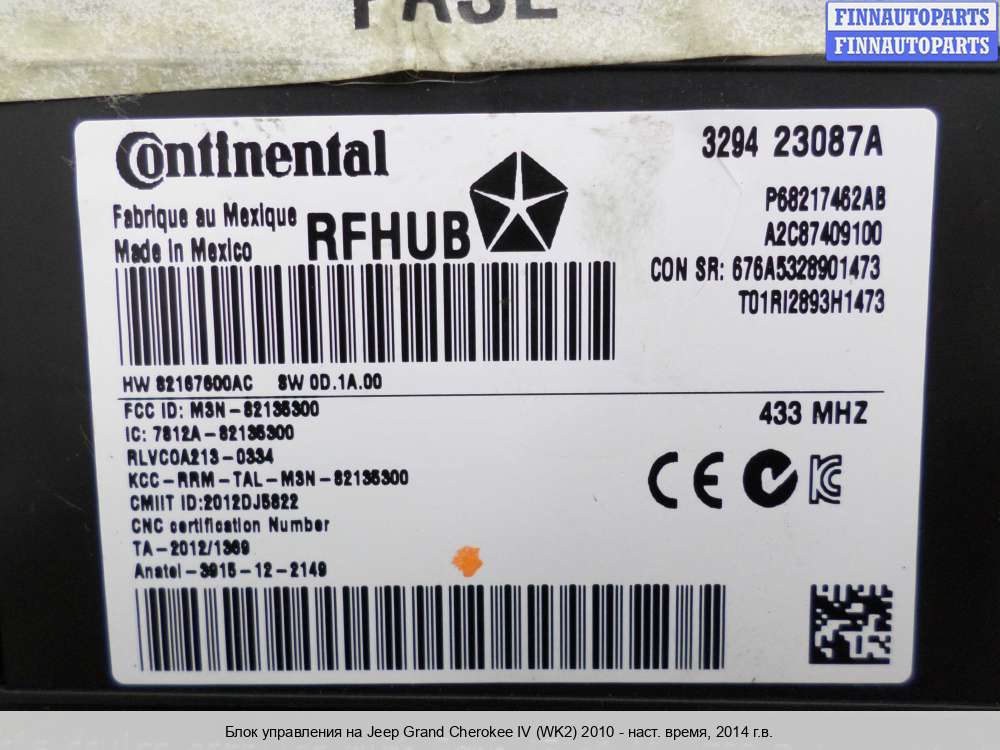 FINNAUTOPARTS
FINNAUTOPARTS
Continental
3294 23087A
Fabrique au Mexique
Made in Mexico
RFHUB
P68217462AB
A2C87409100
CON SR: 676A5328901473
T01RI2893H1473
HW 82167600AC SW 0D.1A.00
FCC ID: M3N-82135300
IC: 7812A-82135300
RLVCOA213-0334
KCC-RRM-TAL-M3N-82135300
CMIIT ID:2012DJ5822
CNC certification Number
TA-2012/1369
Anatel-3915-12-2149
433 MHZ
CE
Блок управления на Jeep Grand Cherokee IV (WK2) 2010 - наст. время, 2014 г.в.